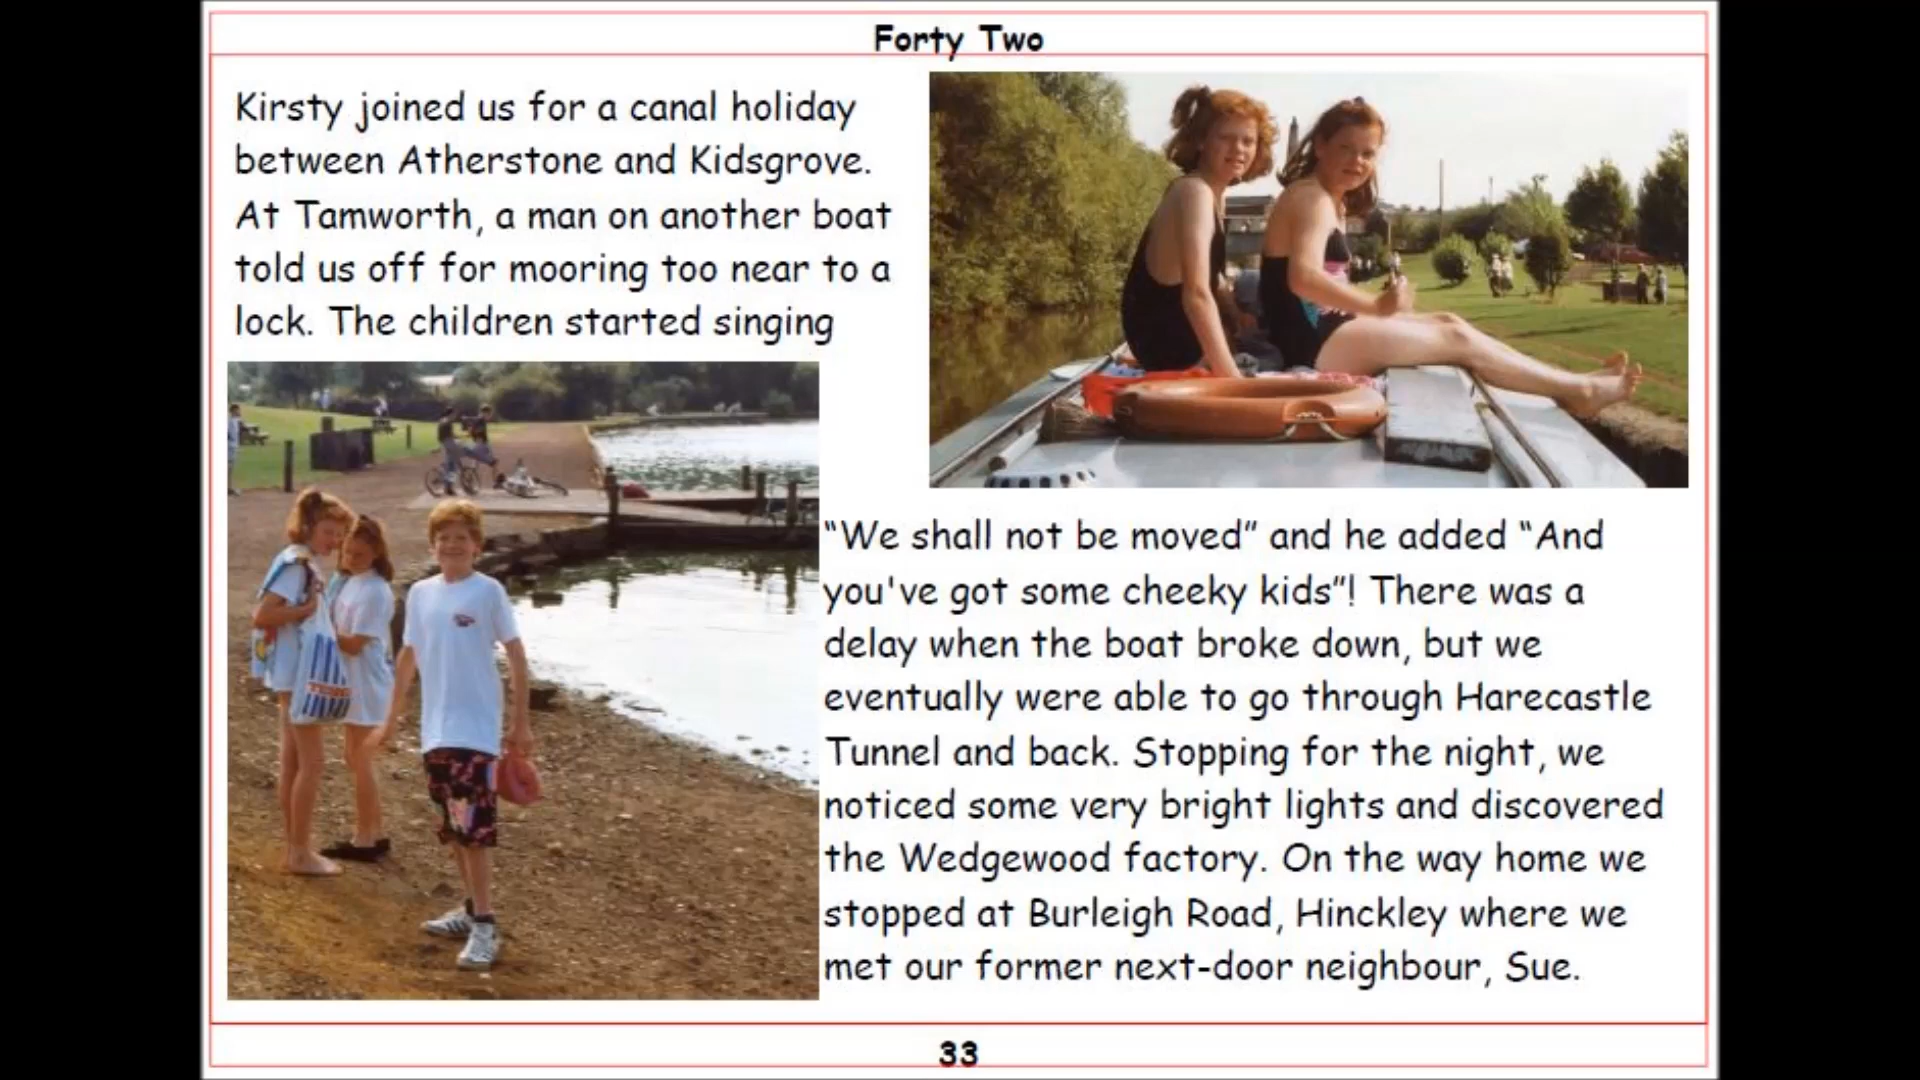 Forty Two
Kirsty joined us for a canal holiday
between Atherstone and Kidsgrove.
At Tamworth, a man on another boat
told us off for mooring too near to a
lock. The children started singing
“We shall not be moved” and he added “And
you've got some cheeky kids”! There was a
delay when the boat broke down, but we
eventually were able to go through Harecastle
Tunnel and back. Stopping for the night, we
noticed some very bright lights and discovered
the Wedgewood factory. On the way home we
stopped at Burleigh Road, Hinckley where we
met our former next-door neighbour, Sue.
33